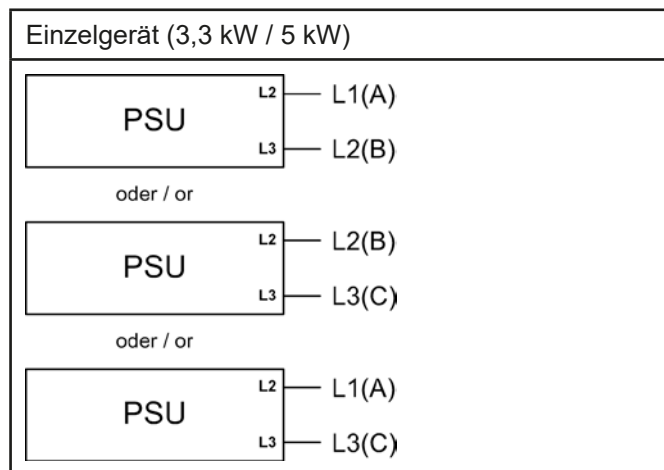 Einzelgerät (3,3 kW / 5 kW)
L2 L1(A)
PSU
L3 L2(B)
oder / or
L2 L2(B)
PSU
L3 L3(C)
oder / or
L2 L1(A)
PSU
L3 L3(C)